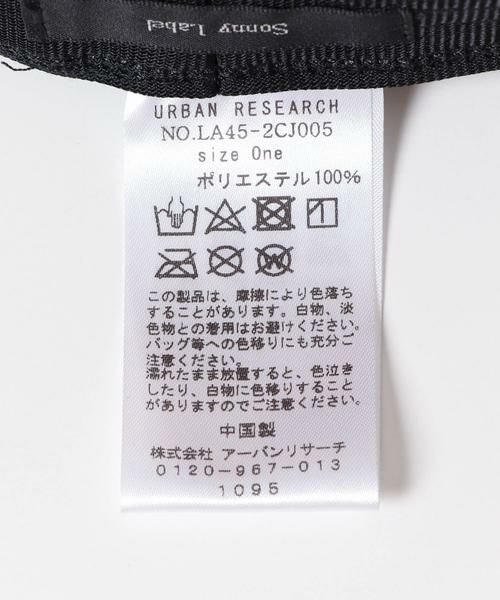 Sonny Label
URBAN RESEARCH
NO.LA45-2CJ005
size One
ポリエステル100%
この製品は、摩擦により色落ち
することがあります。白物、淡
色物との着用はお避けください。
バッグ等への色移りにも充分ご
注意ください。
濡れたまま放置すると、色泣き
したり、白物に色移りすること
がありますのでご注意ください。
中国製
株式会社 アーバンリサーチ
0120-967-013
1095